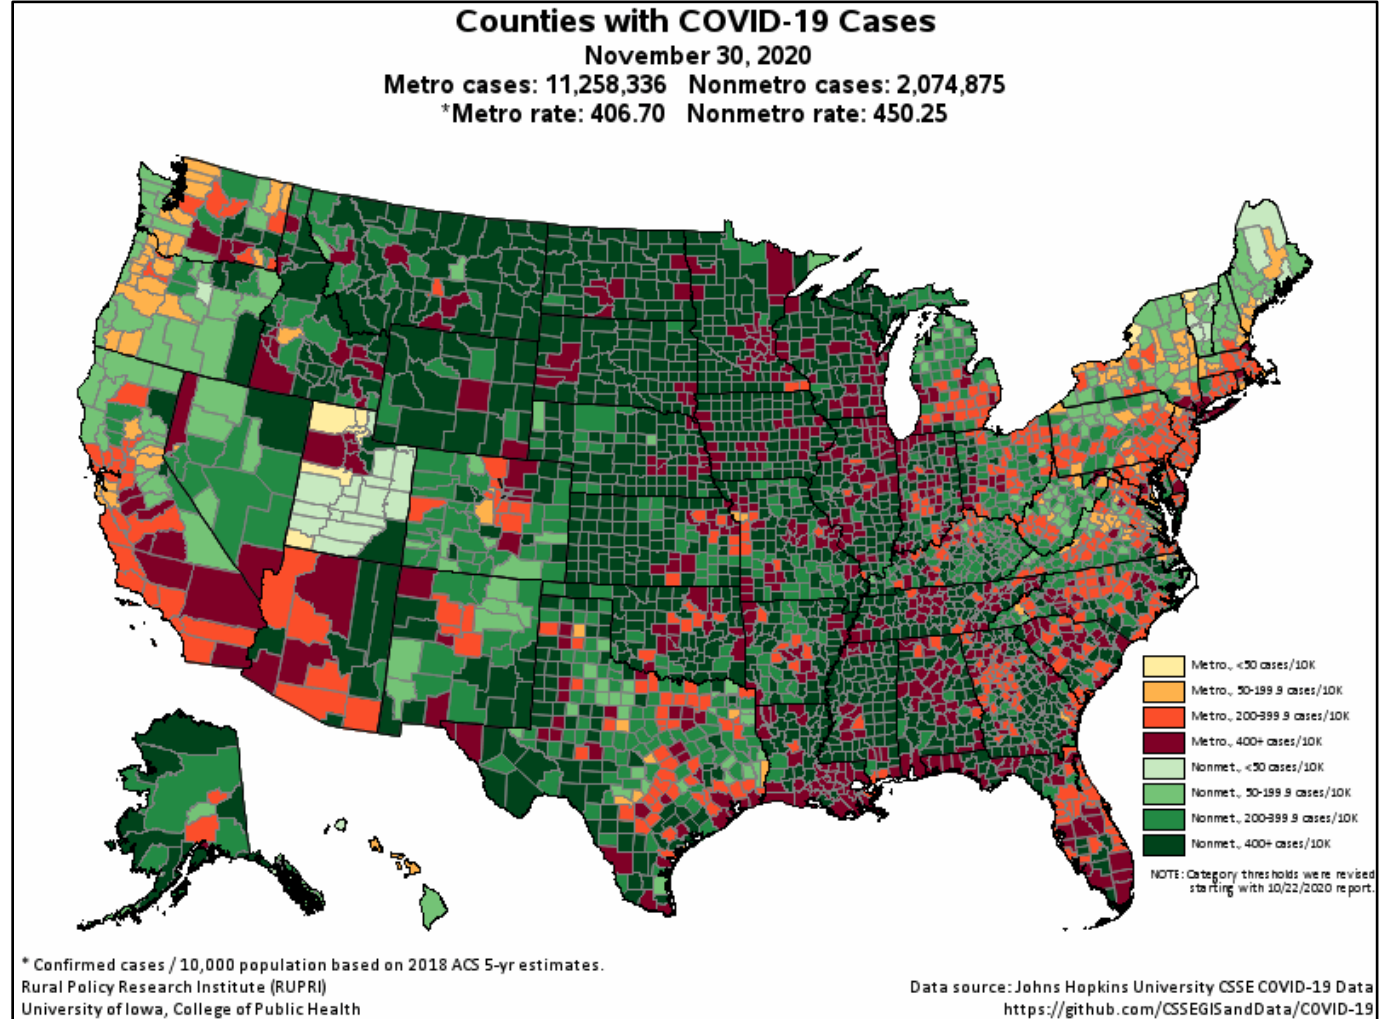 Counties with COVID-19 Cases
November 30, 2020
Metro cases: 11,258,336 Nonmetro cases: 2,074,875
*Metro rate: 406.70 Nonmetro rate: 450.25
Metro., <50 cases/10K
Metro., 50-199.9 cases/10K
Metro., 200-399.9 cases/10K
Metro., 400+ cases/10K
Nonmet., <50 cases/10K
Nonmet., 50-199.9 cases/10K
Nonmet., 200-399.9 cases/10K
Nonmet., 400+ cases/10K
NOTE: Category thresholds were revised
starting with 10/22/2020 report.
* Confirmed cases / 10,000 population based on 2018 ACS 5-yr estimates.
Rural Policy Research Institute (RUPRI)
University of Iowa, College of Public Health
Data source: Johns Hopkins University CSSE COVID-19 Data
https://github.com/CSSEGISandData/COVID-19